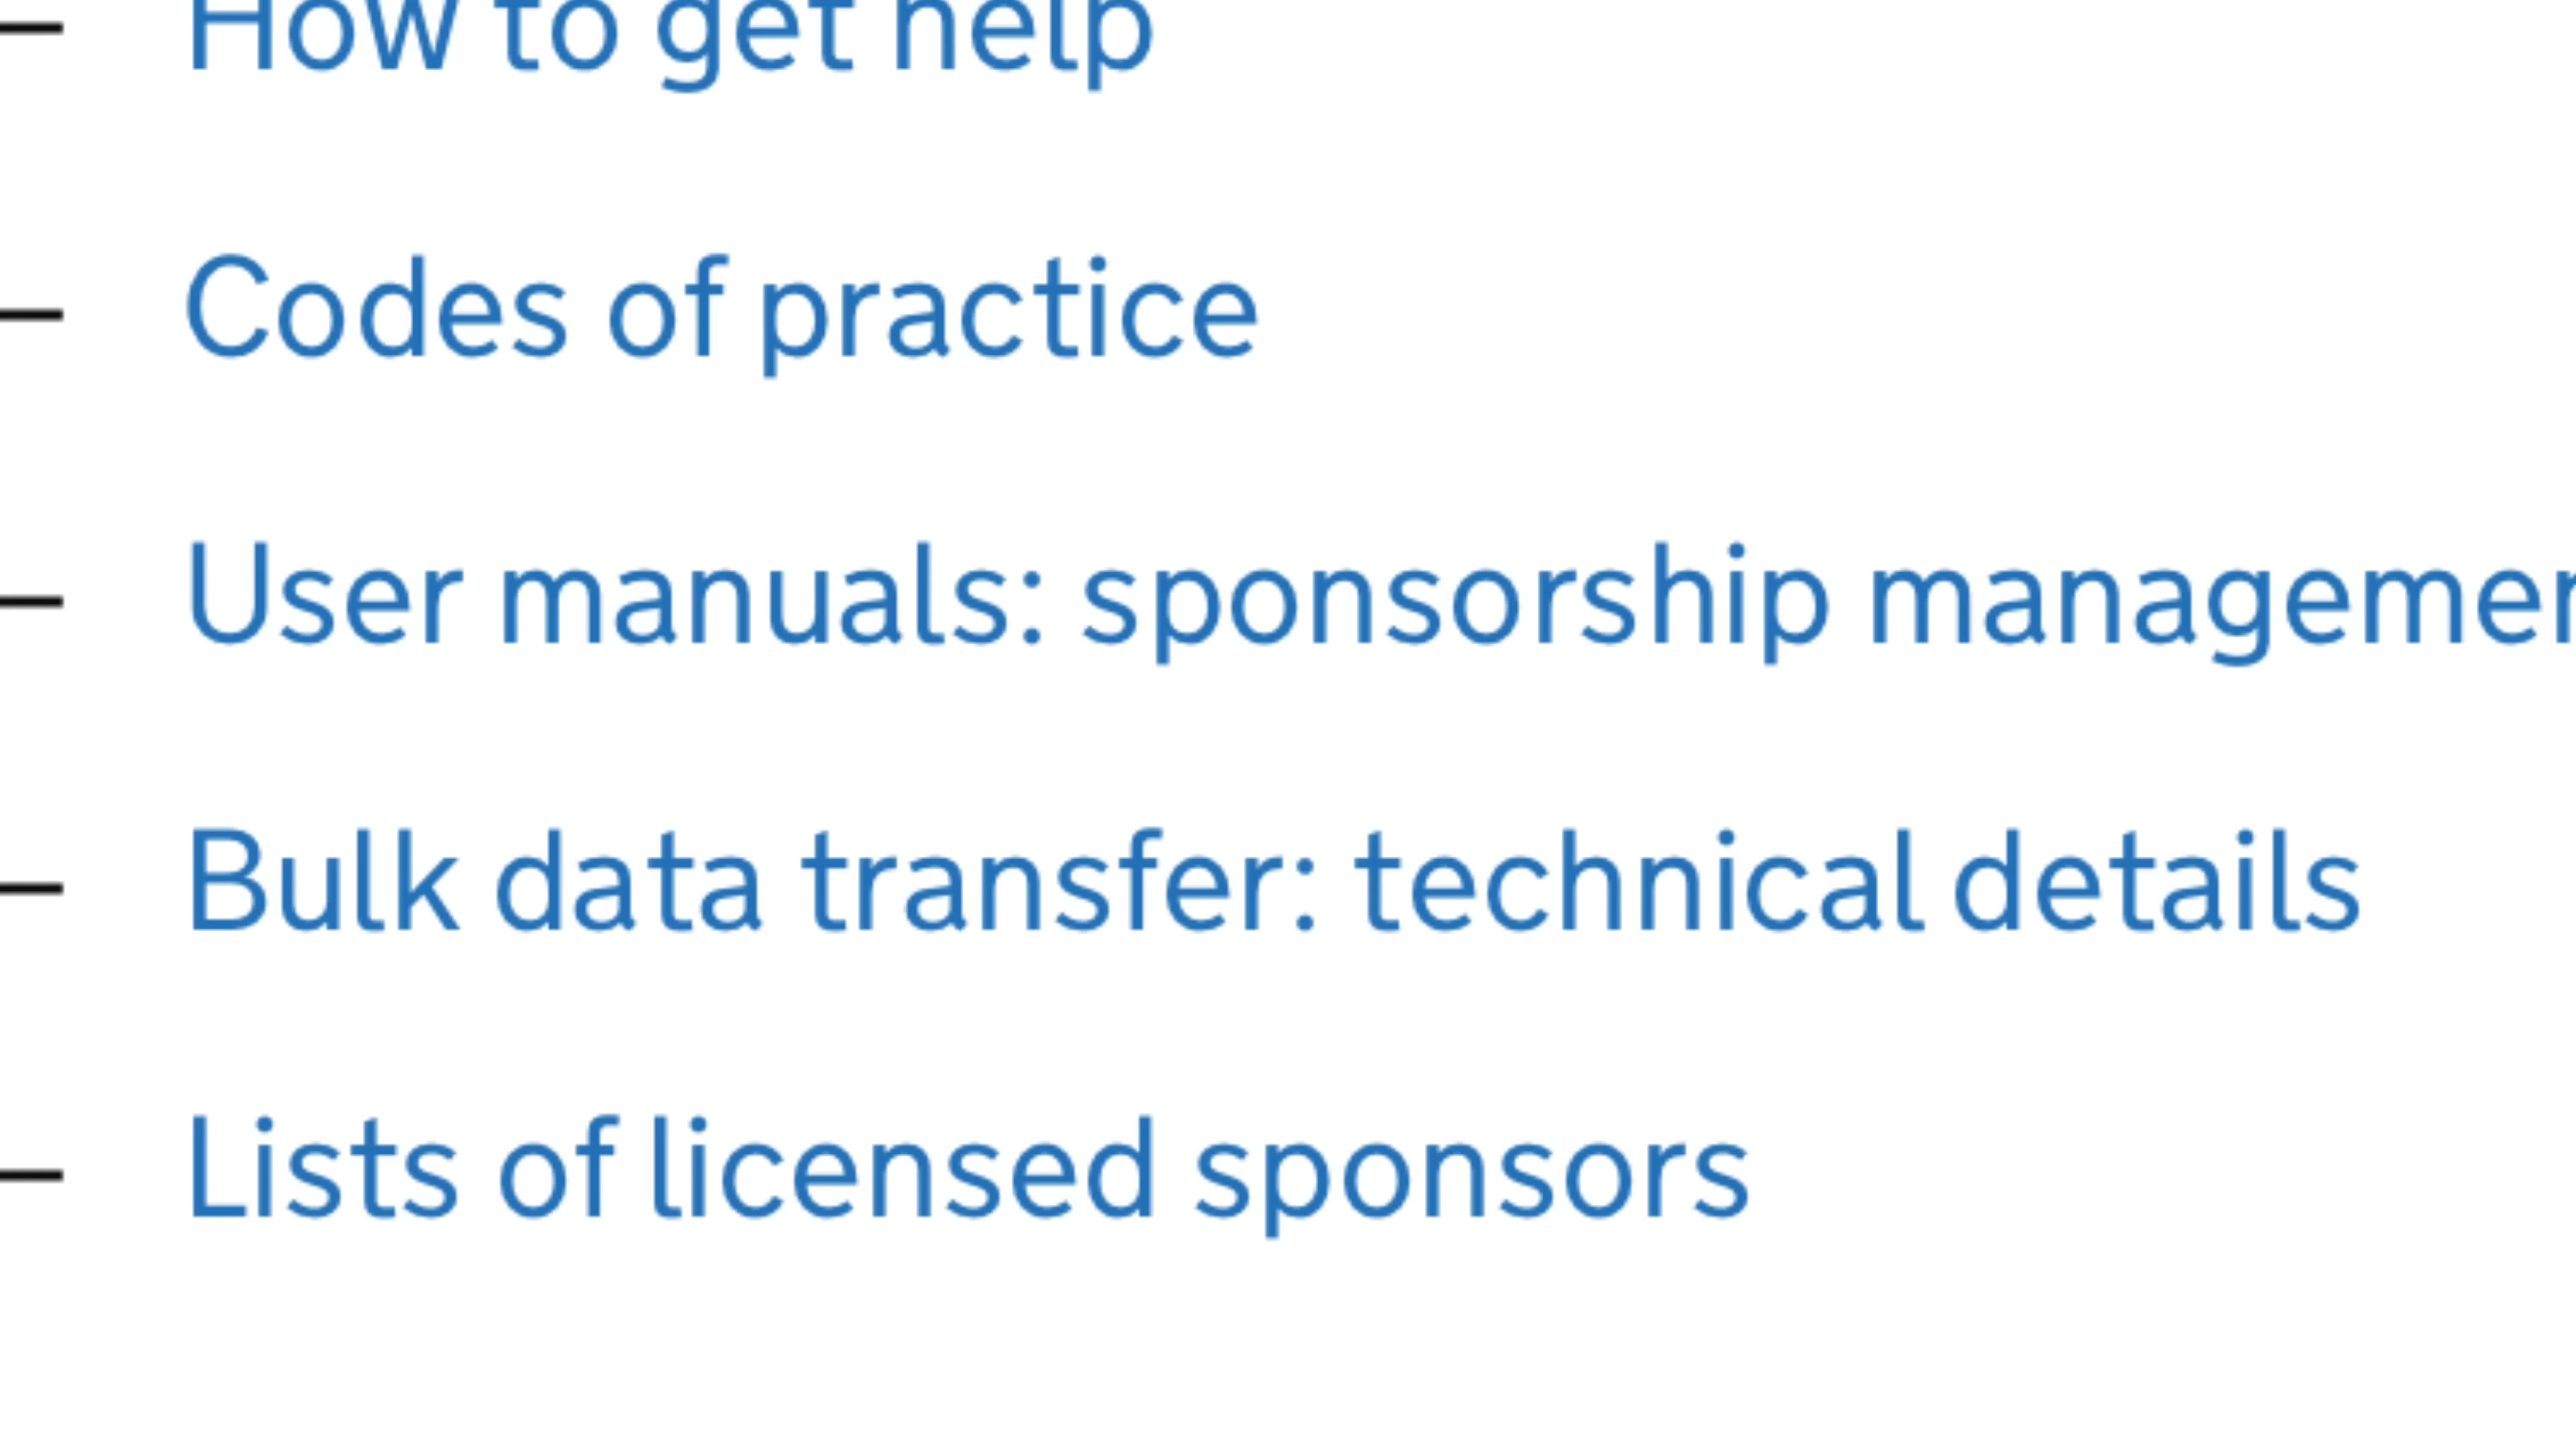 – How to get help
– Codes of practice
– User manuals: sponsorship
– Bulk data transfer: technical details
– Lists of licensed sponsors